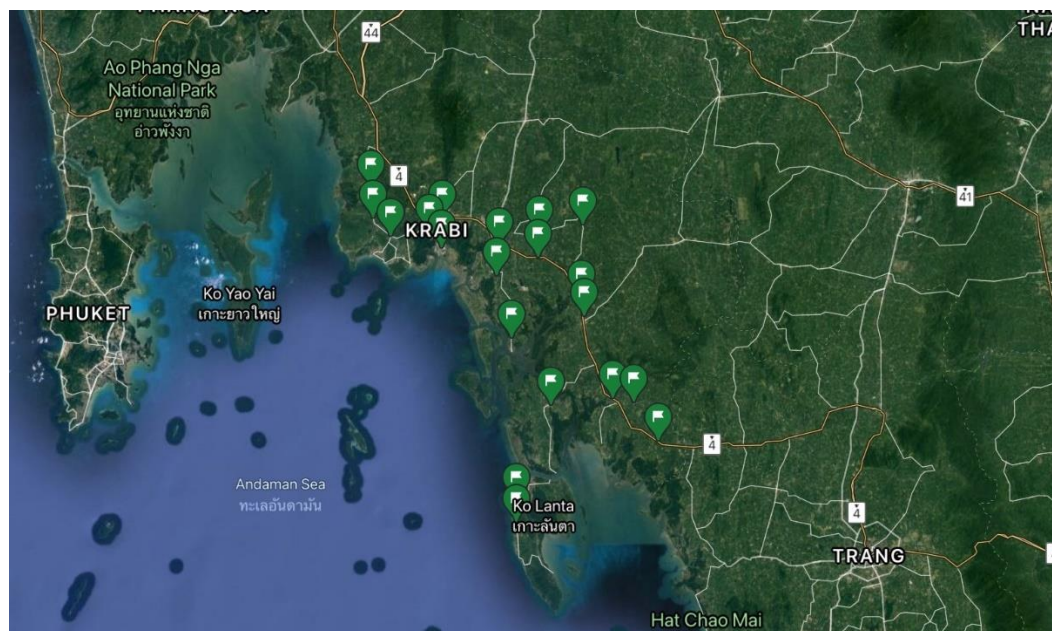 44
Ao Phang Nga
National Park
อุทยานแห่งชาติ
อ่าวพังงา
4
41
KRABI
Ko Yao Yai
เกาะยาวใหญ่
PHUKET
4
Andaman Sea
ทะเลอันดามัน
Ko Lanta
เกาะลันตา
4
TRANG
Hat Chao Mai